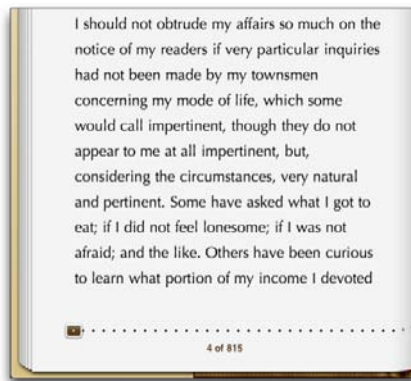 I should not obtrude my affairs so much on the
notice of my readers if very particular inquiries
had not been made by my townsmen
concerning my mode of life, which some
would call impertinent, though they do not
appear to me at all impertinent, but,
considering the circumstances, very natural
and pertinent. Some have asked what I got to
eat; if I did not feel lonesome; if I was not
afraid; and the like. Others have been curious
to learn what portion of my income I devoted
4 of 815